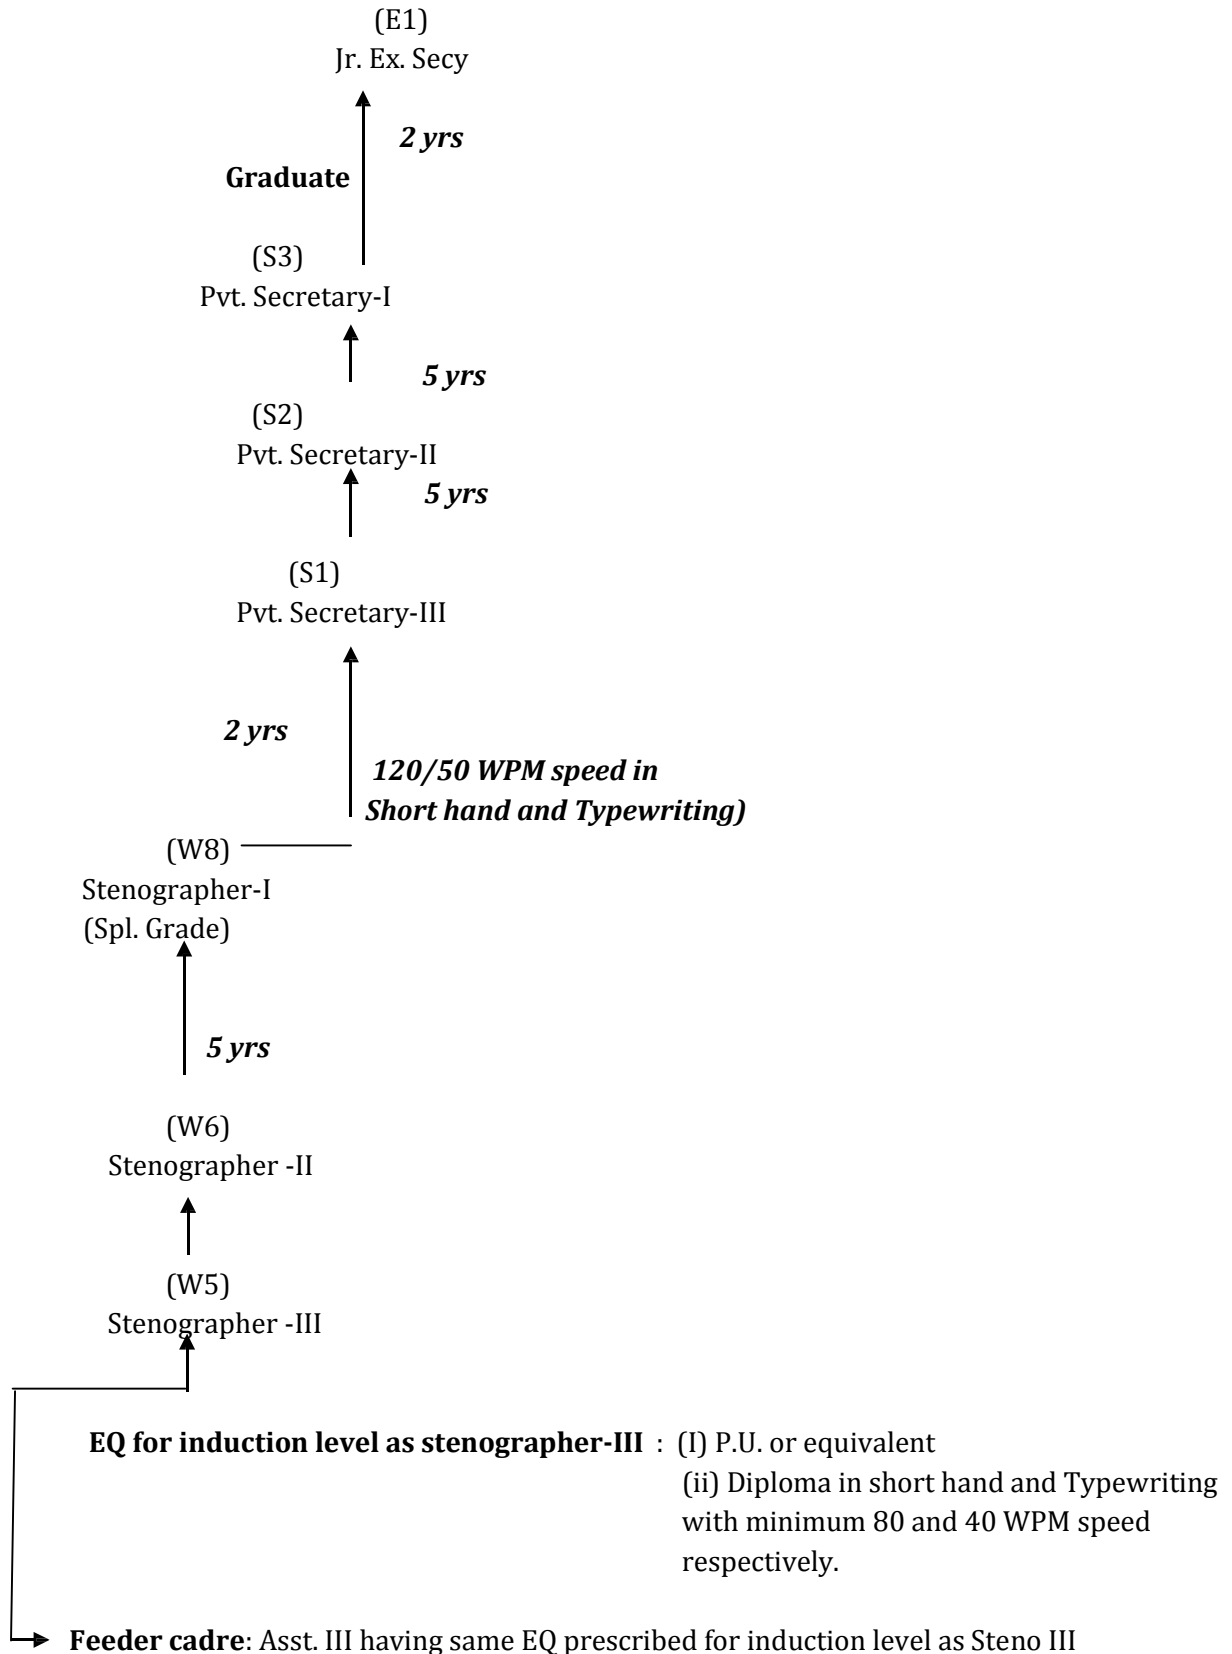 (E1)
Jr. Ex. Secy
2 yrs
Graduate
(S3)
Pvt. Secretary-I
5 yrs
(S2)
Pvt. Secretary-II
5 yrs
(S1)
Pvt. Secretary-III
2 yrs
120/50 WPM speed in
Short hand and Typewriting)
(W8)
Stenographer-I
(Spl. Grade)
5 yrs
(W6)
Stenographer -II
(W5)
Stenographer -III
EQ for induction level as stenographer-III : (I) P.U. or equivalent
(ii) Diploma in short hand and Typewriting
with minimum 80 and 40 WPM speed
respectively.
Feeder cadre: Asst. III having same EQ prescribed for induction level as Steno III